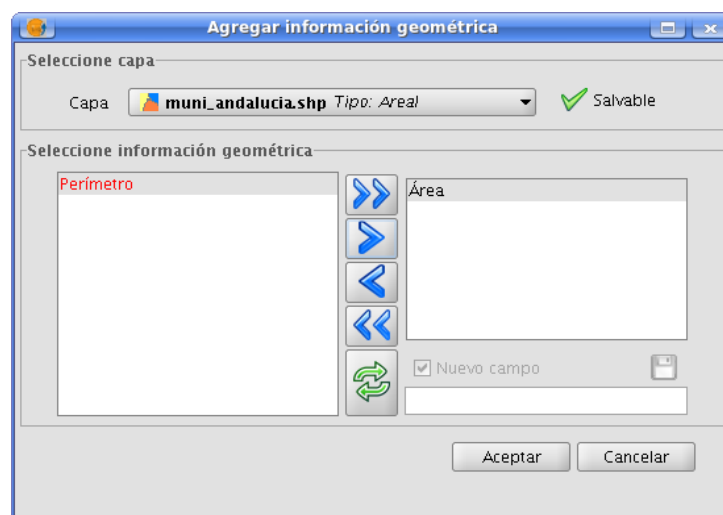 Agregar información geométrica
Seleccione capa
Capa muni_andalucia.shp Tipo: Areal Salvable
Seleccione información geométrica
Perímetro
Área
Nuevo campo
Aceptar Cancelar